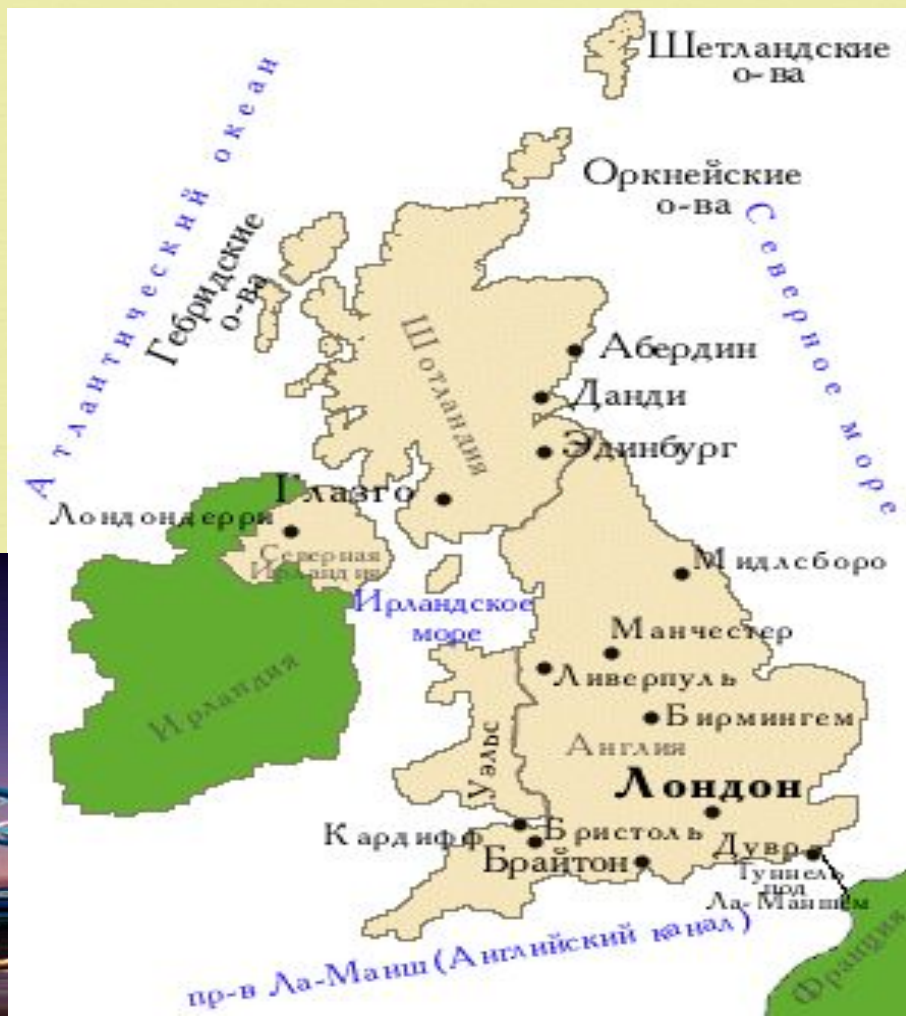 Шетландские
о-ва
Оркнейские
о-ва
Атлантический океан
Северное море
Гебридские
о-ва
Шотландия
Абердин
Данди
Эдинбург
Глазго
Лондондерри
Северная
Ирландия
Мидлсборо
Ирландское
море
Манчестер
Ливерпуль
Ирландия
Бирмингем
Англия
Уэльс
Лондон
Кардифф
Бристоль
Дувр
Брайтон
Туннель
под
Ла-Маншем
пр-в Ла-Манш (Английский канал)
Франция